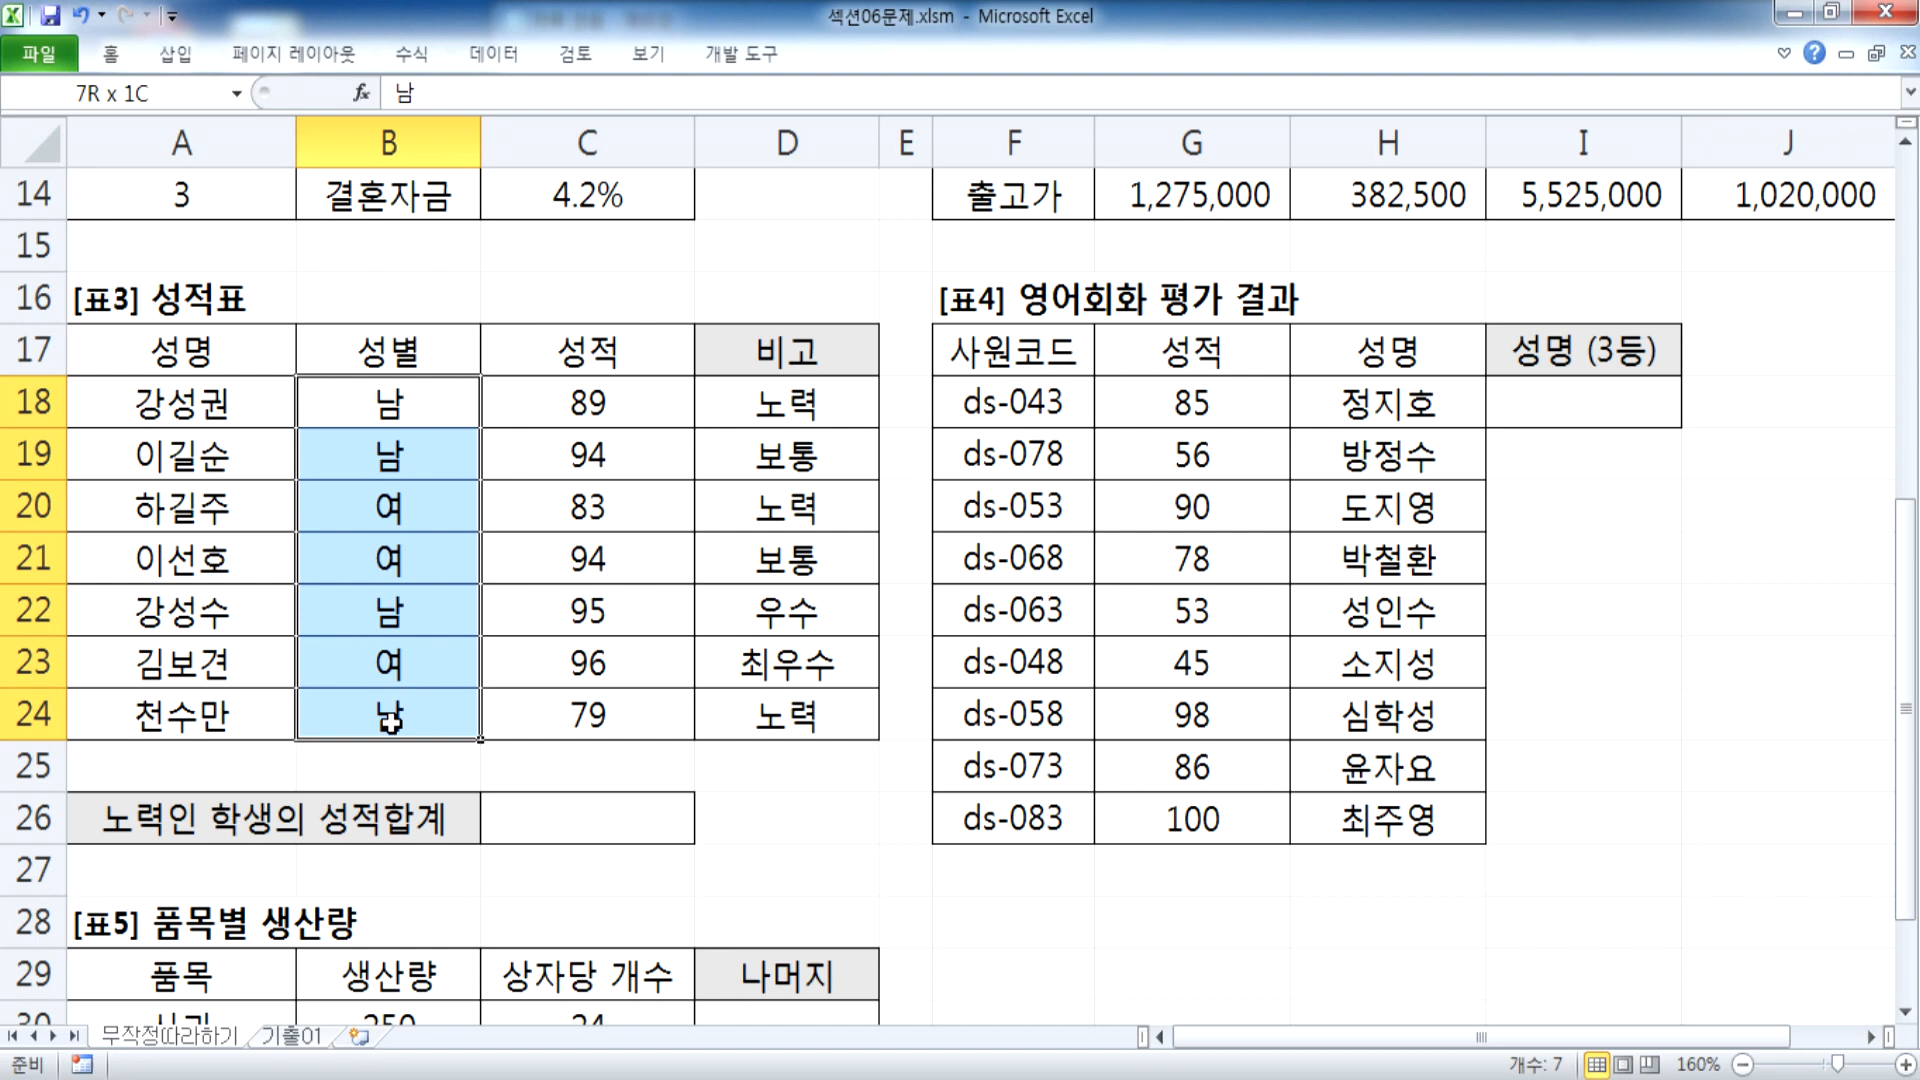 섹션06문제.xlsm - Microsoft Excel
파일 홈 삽입 페이지 레이아웃 수식 데이터 검토 보기 개발 도구
7R x 1C fx 남
A B C D E F G H I J
14 3 결혼자금 4.2% 출고가 1,275,000 382,500 5,525,000 1,020,000
15
16 [표3] 성적표 [표4] 영어회화 평가 결과
17 성명 성별 성적 비고 사원코드 성적 성명 성명 (3등)
18 강성권 남 89 노력 ds-043 85 정지호
19 이길순 남 94 보통 ds-078 56 방정수
20 하길주 여 83 노력 ds-053 90 도지영
21 이선호 여 94 보통 ds-068 78 박철환
22 강성수 남 95 우수 ds-063 53 성인수
23 김보견 여 96 최우수 ds-048 45 소지성
24 천수만 남 79 노력 ds-058 98 심학성
25 ds-073 86 윤자요
26 노력인 학생의 성적합계 ds-083 100 최주영
27
28 [표5] 품목별 생산량
29 품목 생산량 상자당 개수 나머지
30 사과 250 24
무작정따라하기 기출01
준비 개수: 7 160%